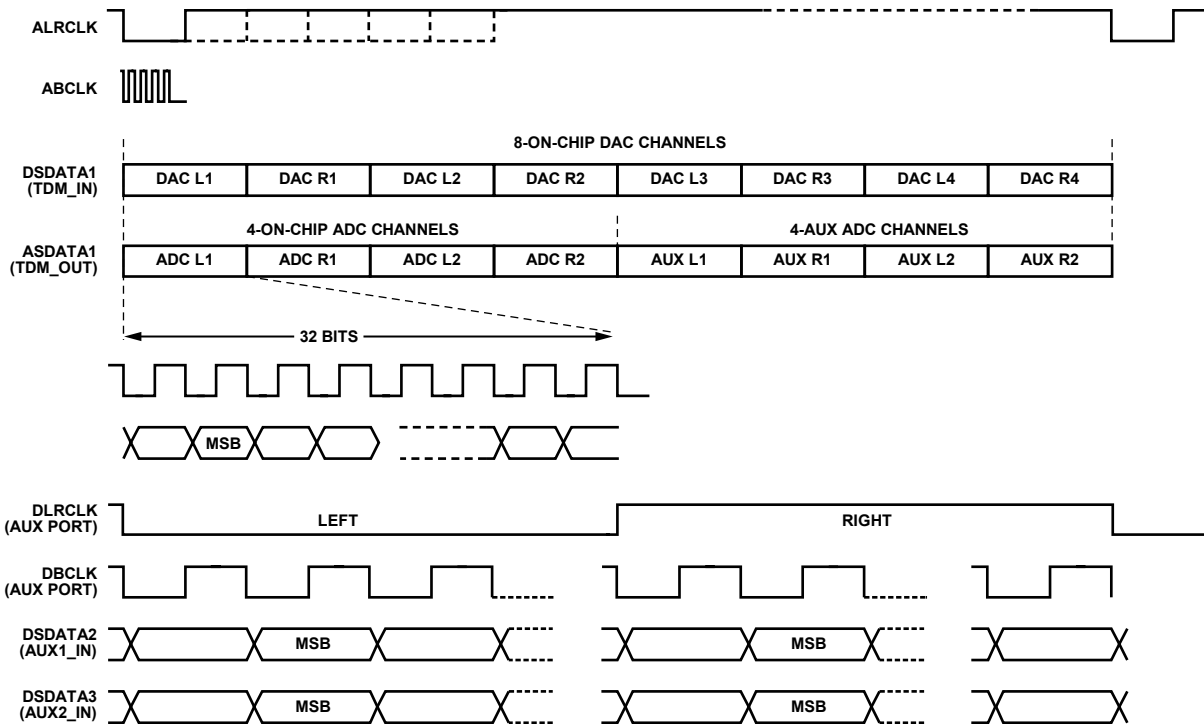 ALRCLK
ABCLK
8-ON-CHIP DAC CHANNELS
DSDATA1
(TDM_IN)
DAC L1 DAC R1 DAC L2 DAC R2 DAC L3 DAC R3 DAC L4 DAC R4
4-ON-CHIP ADC CHANNELS 4-AUX ADC CHANNELS
ASDATA1
(TDM_OUT)
ADC L1 ADC R1 ADC L2 ADC R2 AUX L1 AUX R1 AUX L2 AUX R2
32 BITS
MSB
DLRCLK
(AUX PORT)
LEFT RIGHT
DBCLK
(AUX PORT)
DSDATA2
(AUX1_IN)
MSB MSB
DSDATA3
(AUX2_IN)
MSB MSB